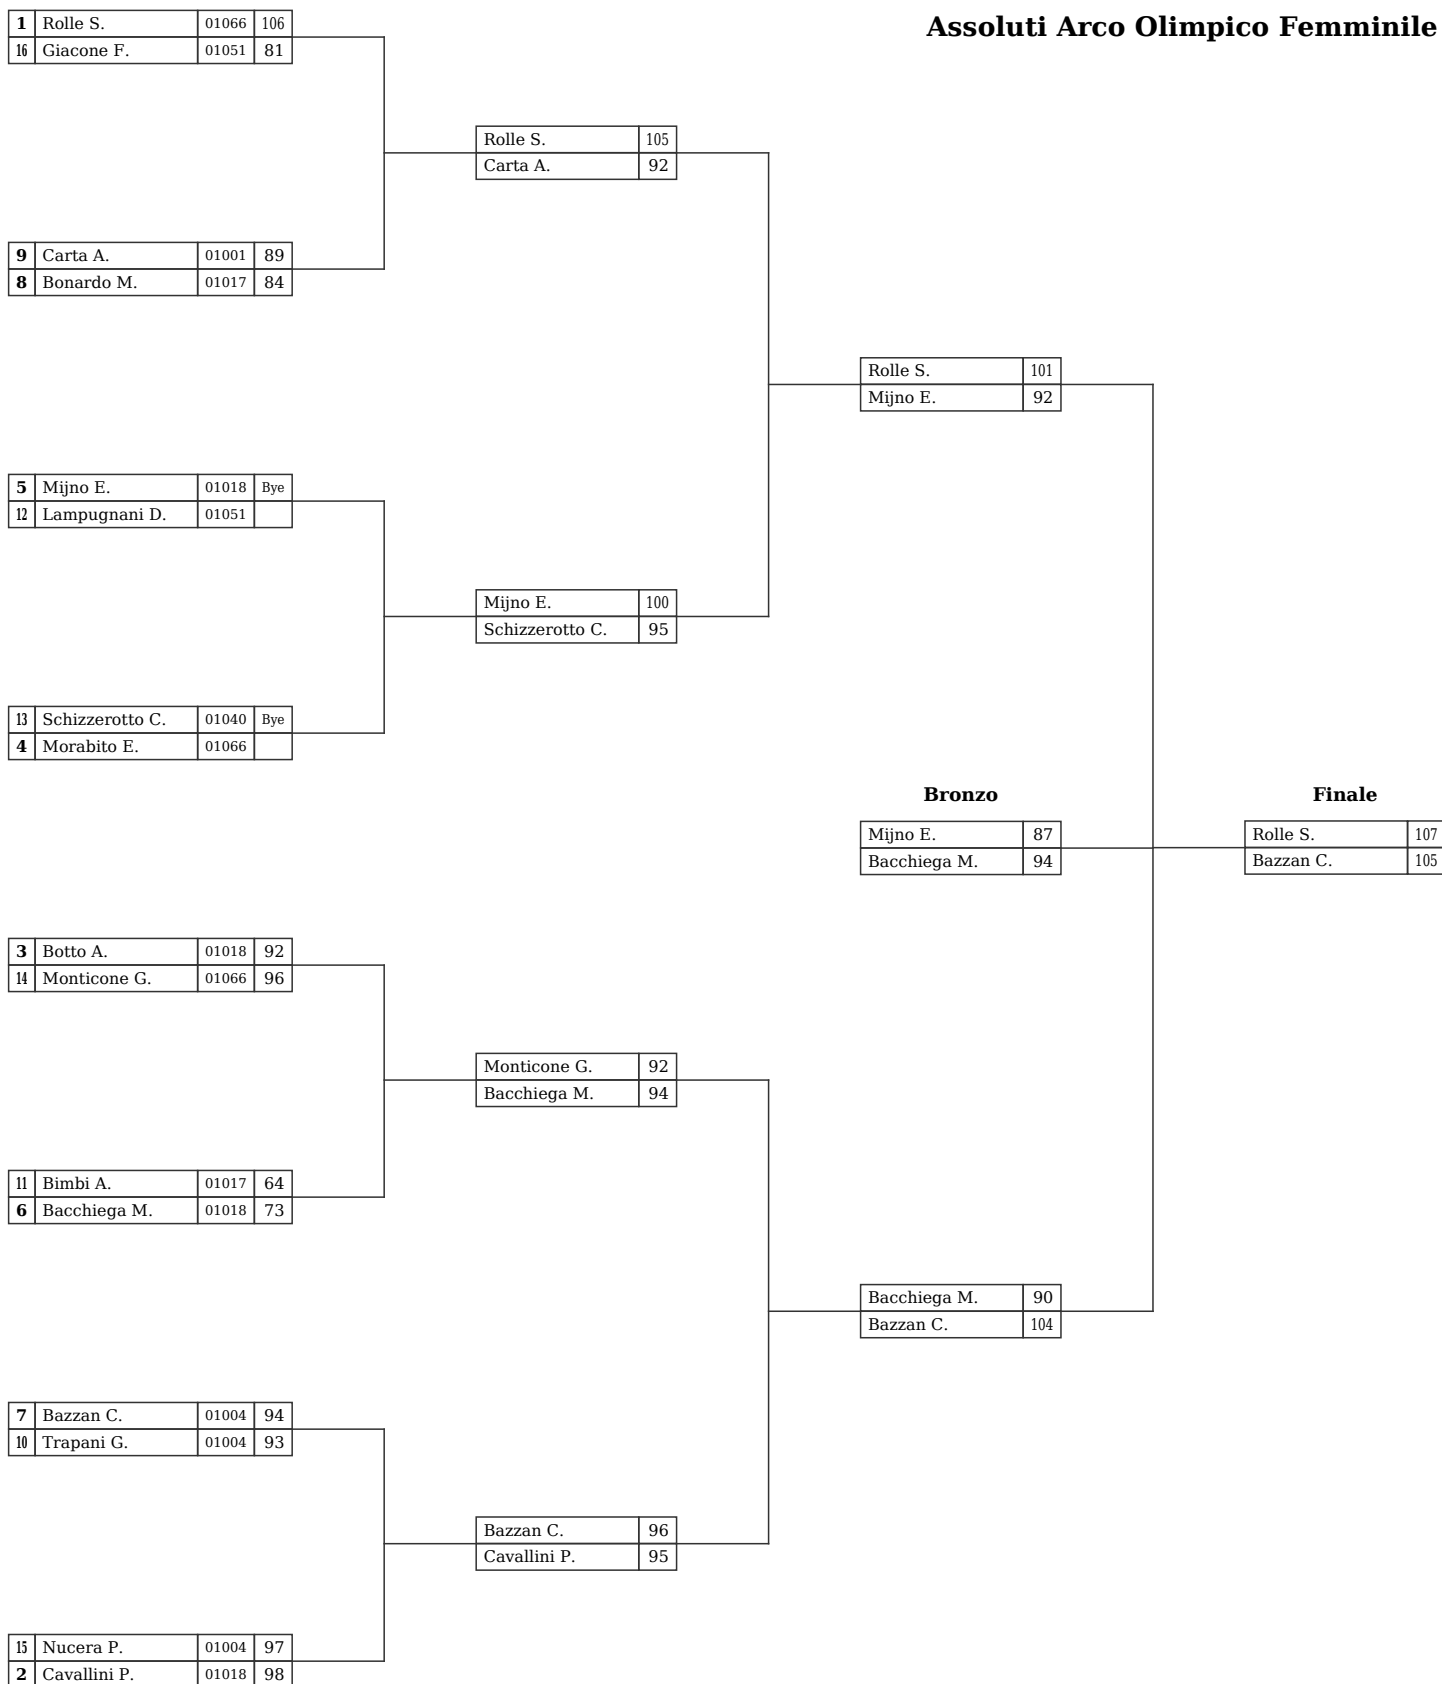 Assoluti Arco Olimpico Femminile
1 Rolle S. 01066 106
16 Giacone F. 01051 81
Rolle S. 105
Carta A. 92
9 Carta A. 01001 89
8 Bonardo M. 01017 84
Rolle S. 101
Mijno E. 92
5 Mijno E. 01018 Bye
12 Lampugnani D. 01051
Mijno E. 100
Schizzerotto C. 95
13 Schizzerotto C. 01040 Bye
4 Morabito E. 01066
Bronzo
Mijno E. 87
Bacchiega M. 94
Finale
Rolle S. 107
Bazzan C. 105
3 Botto A. 01018 92
14 Monticone G. 01066 96
Monticone G. 92
Bacchiega M. 94
11 Bimbi A. 01017 64
6 Bacchiega M. 01018 73
Bacchiega M. 90
Bazzan C. 104
7 Bazzan C. 01004 94
10 Trapani G. 01004 93
Bazzan C. 96
Cavallini P. 95
15 Nucera P. 01004 97
2 Cavallini P. 01018 98